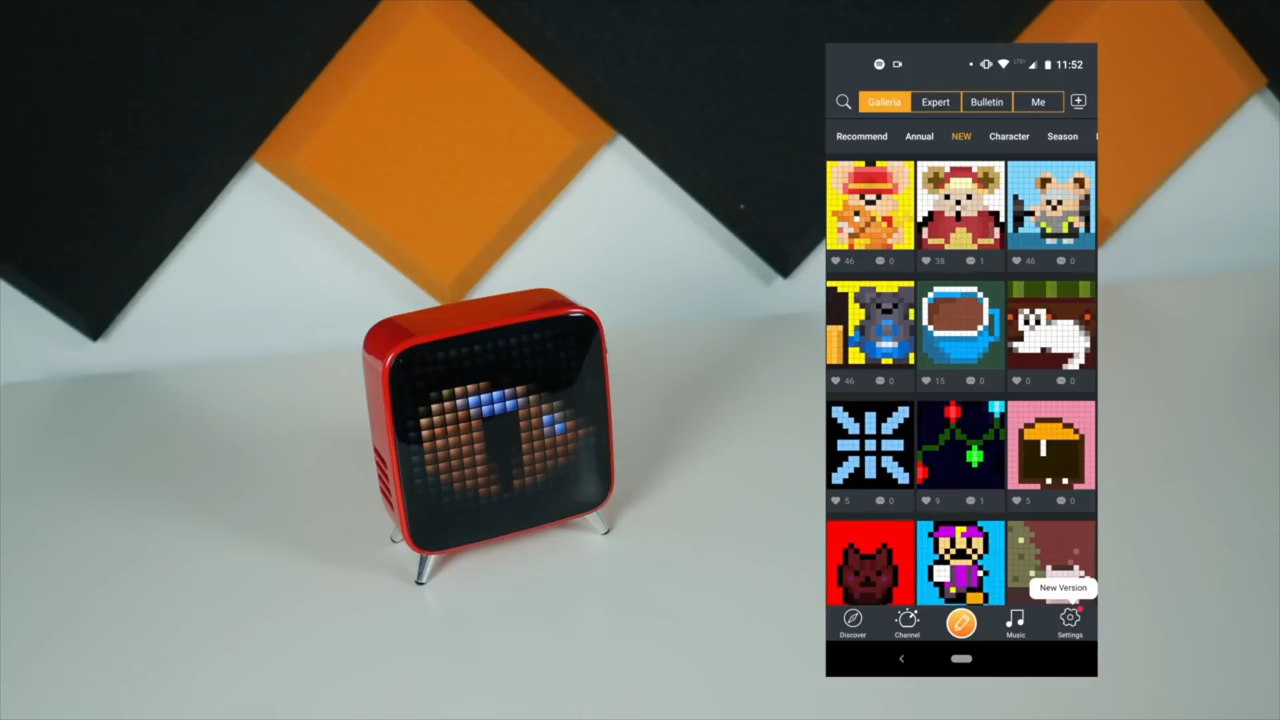 11:52
Galleria Expert Bulletin Me
Recommend Annual NEW Character Season
46 0 38 1 46 0
46 0 15 0 0 0
5 0 9 1 5 0
New Version
Discover Channel Music Settings